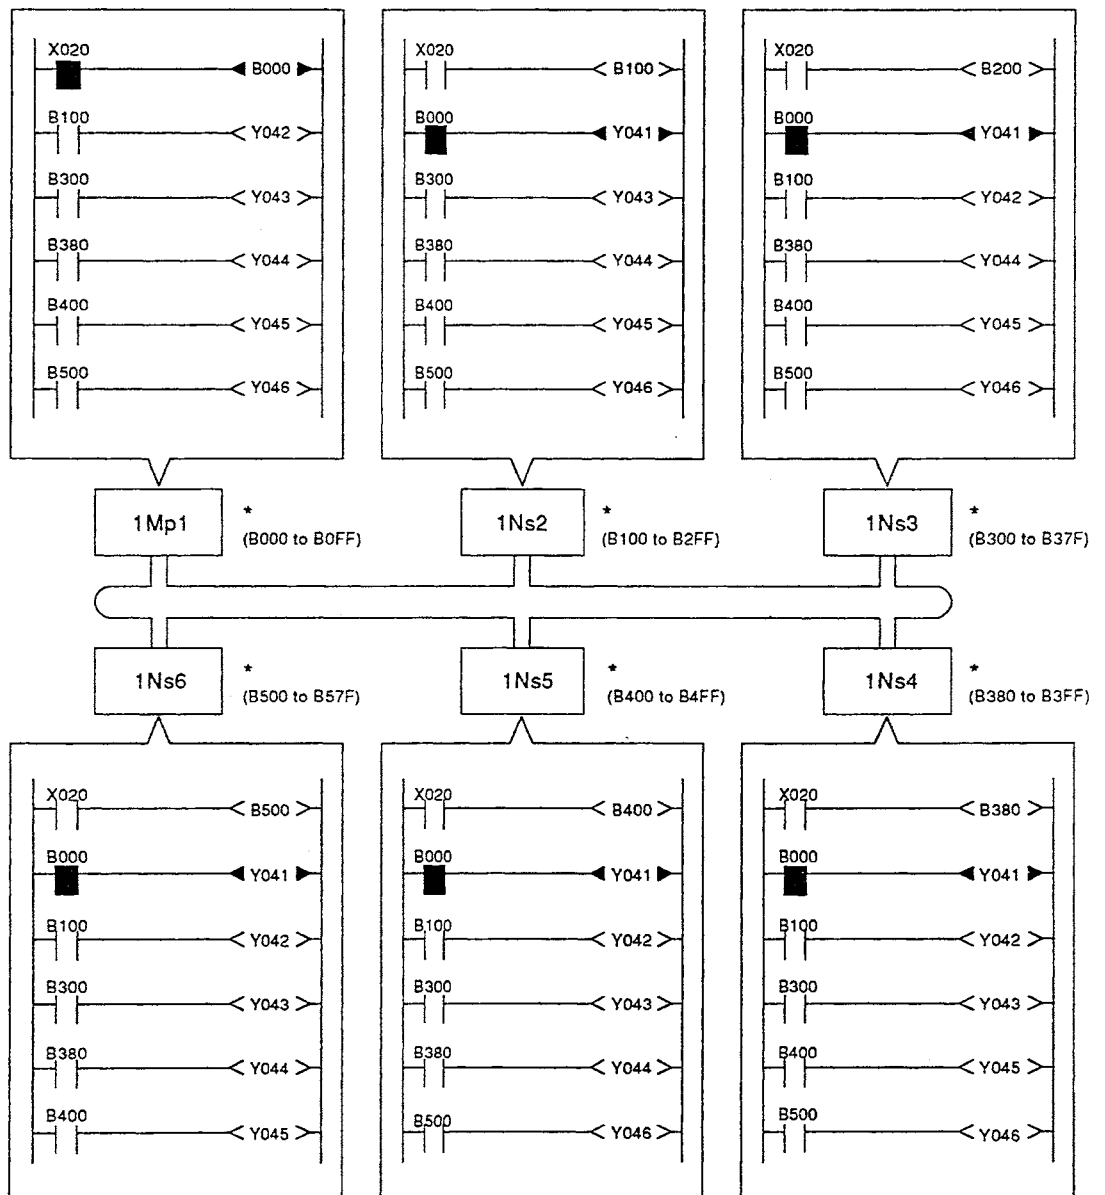 X020 B000
B100 Y042
B300 Y043
B380 Y044
B400 Y045
B500 Y046
X020 B100
B000 Y041
B300 Y043
B380 Y044
B400 Y045
B500 Y046
X020 B200
B000 Y041
B100 Y042
B380 Y044
B400 Y045
B500 Y046
1Mp1
*
(B000 to B0FF)
1Ns2
*
(B100 to B2FF)
1Ns3
*
(B300 to B37F)
1Ns6
*
(B500 to B57F)
1Ns5
*
(B400 to B4FF)
1Ns4
*
(B380 to B3FF)
X020 B500
B000 Y041
B100 Y042
B300 Y043
B380 Y044
B400 Y045
X020 B400
B000 Y041
B100 Y042
B300 Y043
B380 Y044
B500 Y046
X020 B380
B000 Y041
B100 Y042
B300 Y043
B400 Y045
B500 Y046